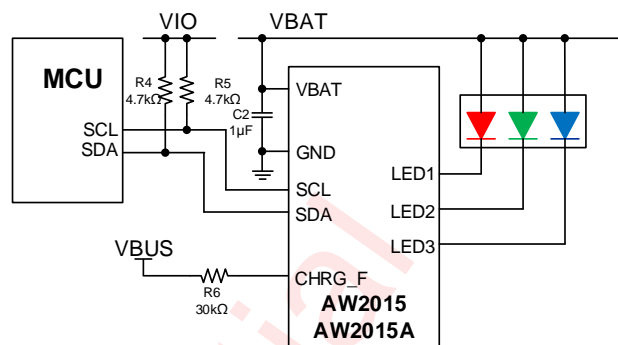 VIO VBAT
MCU
R4
4.7kΩ
R5
4.7kΩ
C2
1µF
VBAT
GND
SCL
SDA
SCL
SDA
LED1
LED2
LED3
VBUS
R6
30kΩ
CHRG_F
AW2015
AW2015A